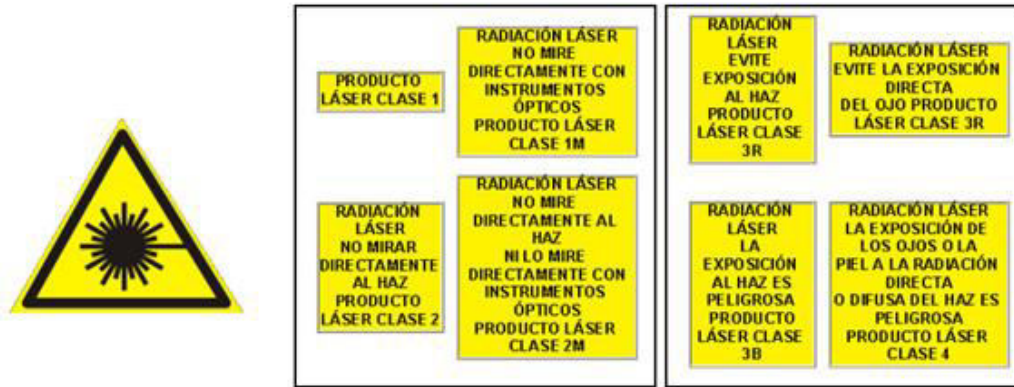 PRODUCTO
LÁSER CLASE 1
RADIACIÓN LÁSER
NO MIRE
DIRECTAMENTE CON
INSTRUMENTOS
ÓPTICOS
PRODUCTO LÁSER
CLASE 1M
RADIACIÓN
LÁSER
NO MIRAR
DIRECTAMENTE
AL HAZ
PRODUCTO
LÁSER CLASE 2
RADIACIÓN LÁSER
NO MIRE
DIRECTAMENTE AL
HAZ
NI LO MIRE
DIRECTAMENTE CON
INSTRUMENTOS
ÓPTICOS
PRODUCTO LÁSER
CLASE 2M
RADIACIÓN
LÁSER
EVITE
EXPOSICIÓN
AL HAZ
PRODUCTO
LÁSER CLASE
3R
RADIACIÓN LÁSER
EVITE LA EXPOSICIÓN
DIRECTA
DEL OJO PRODUCTO
LÁSER CLASE 3R
RADIACIÓN
LÁSER
LA
EXPOSICIÓN
AL HAZ ES
PELIGROSA
PRODUCTO
LÁSER CLASE
3B
RADIACIÓN LÁSER
LA EXPOSICIÓN DE
LOS OJOS O LA
PIEL A LA RADIACIÓN
DIRECTA
O DIFUSA DEL HAZ ES
PELIGROSA
PRODUCTO LÁSER
CLASE 4